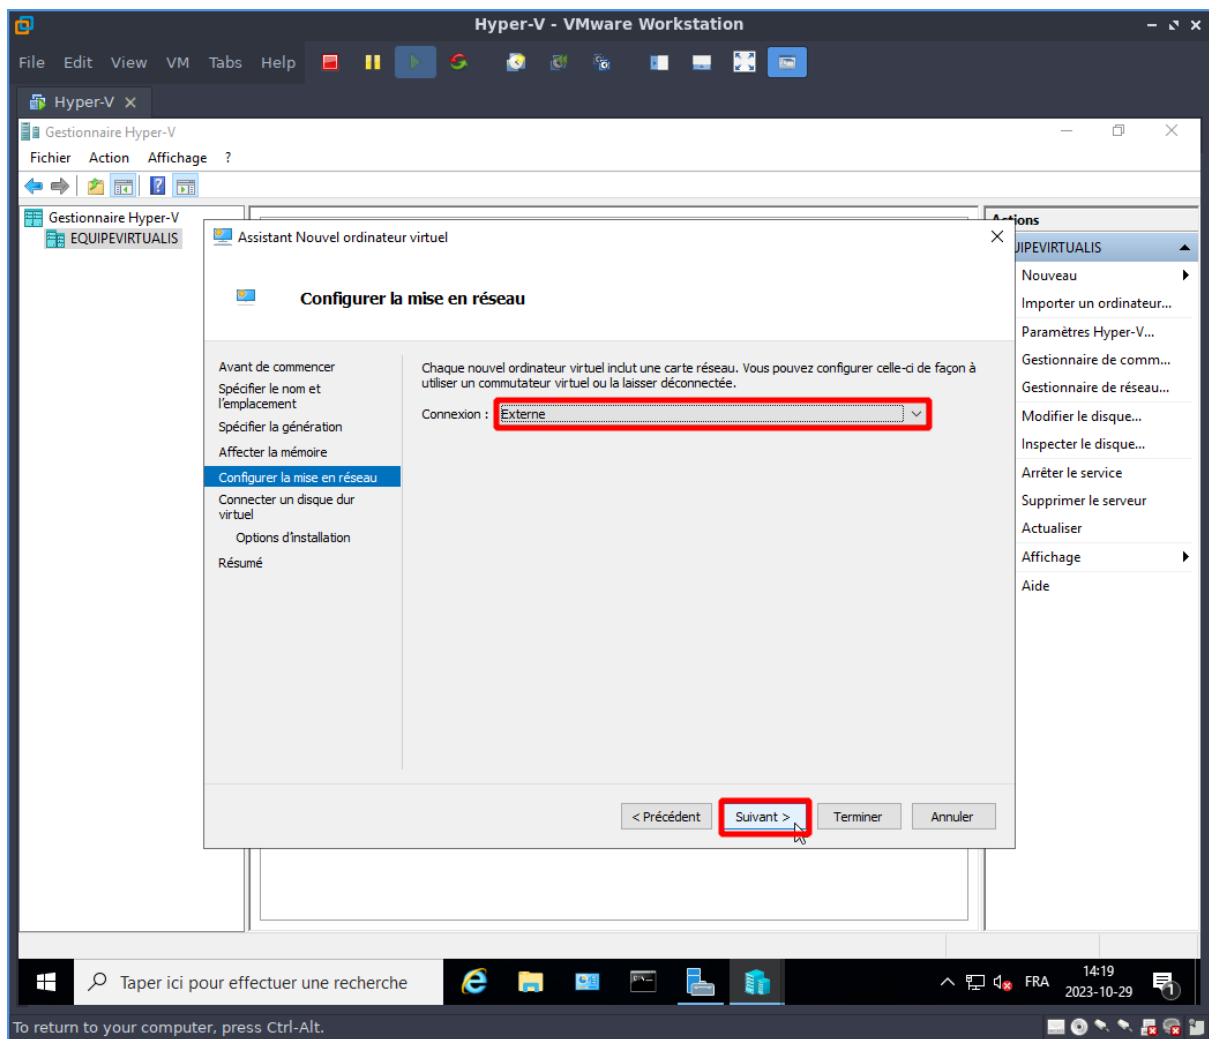 Hyper-V - VMware Workstation
File Edit View VM Tabs Help
Hyper-V
Gestionnaire Hyper-V
Fichier Action Affichage ?
Gestionnaire Hyper-V
EQUIPEVIRTUALIS
Assistant Nouvel ordinateur virtuel
Configurer la mise en réseau
Avant de commencer
Spécifier le nom et
l'emplacement
Spécifier la génération
Affecter la mémoire
Configurer la mise en réseau
Connecter un disque dur
virtuel
Options d'installation
Résumé
Chaque nouvel ordinateur virtuel inclut une carte réseau. Vous pouvez configurer celle-ci de façon à
utiliser un commutateur virtuel ou la laisser déconnectée.
Connexion : Externe
< Précédent Suivant > Terminer Annuler
Actions
UIPEVIRTUALIS
Nouveau
Importer un ordinateur...
Paramètres Hyper-V...
Gestionnaire de comm...
Gestionnaire de réseau...
Modifier le disque...
Inspecter le disque...
Arrêter le service
Supprimer le serveur
Actualiser
Affichage
Aide
Taper ici pour effectuer une recherche
FRA
14:19
2023-10-29
1
To return to your computer, press Ctrl-Alt.